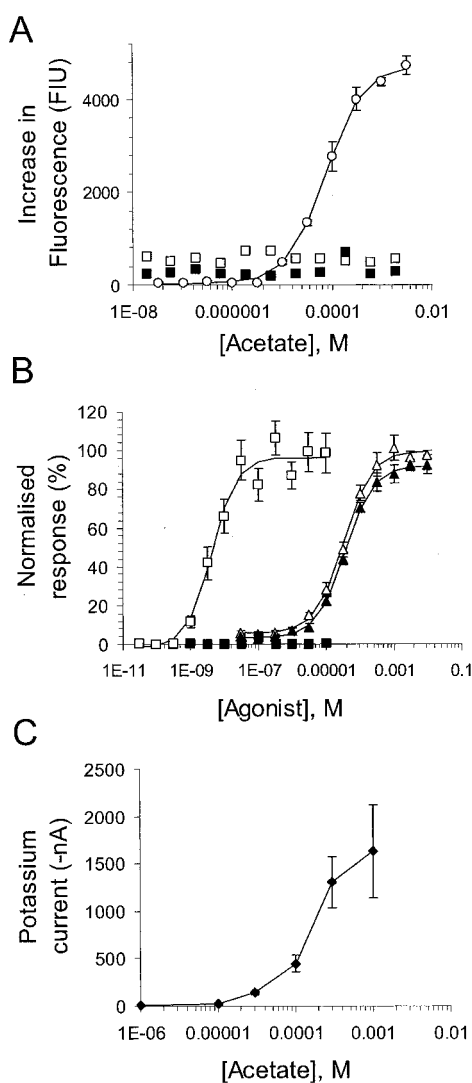 A
Increase in
Fluorescence (FIU)
4000
2000
0
1E-08
0.000001
0.0001
0.01
[Acetate], M
B
Normalised
response (%)
120
100
80
60
40
20
0
1E-11
1E-09
1E-07
0.00001
0.001
0.1
[Agonist], M
C
Potassium
current (-nA)
2500
2000
1500
1000
500
0
1E-06
0.00001
0.0001
0.001
0.01
[Acetate], M